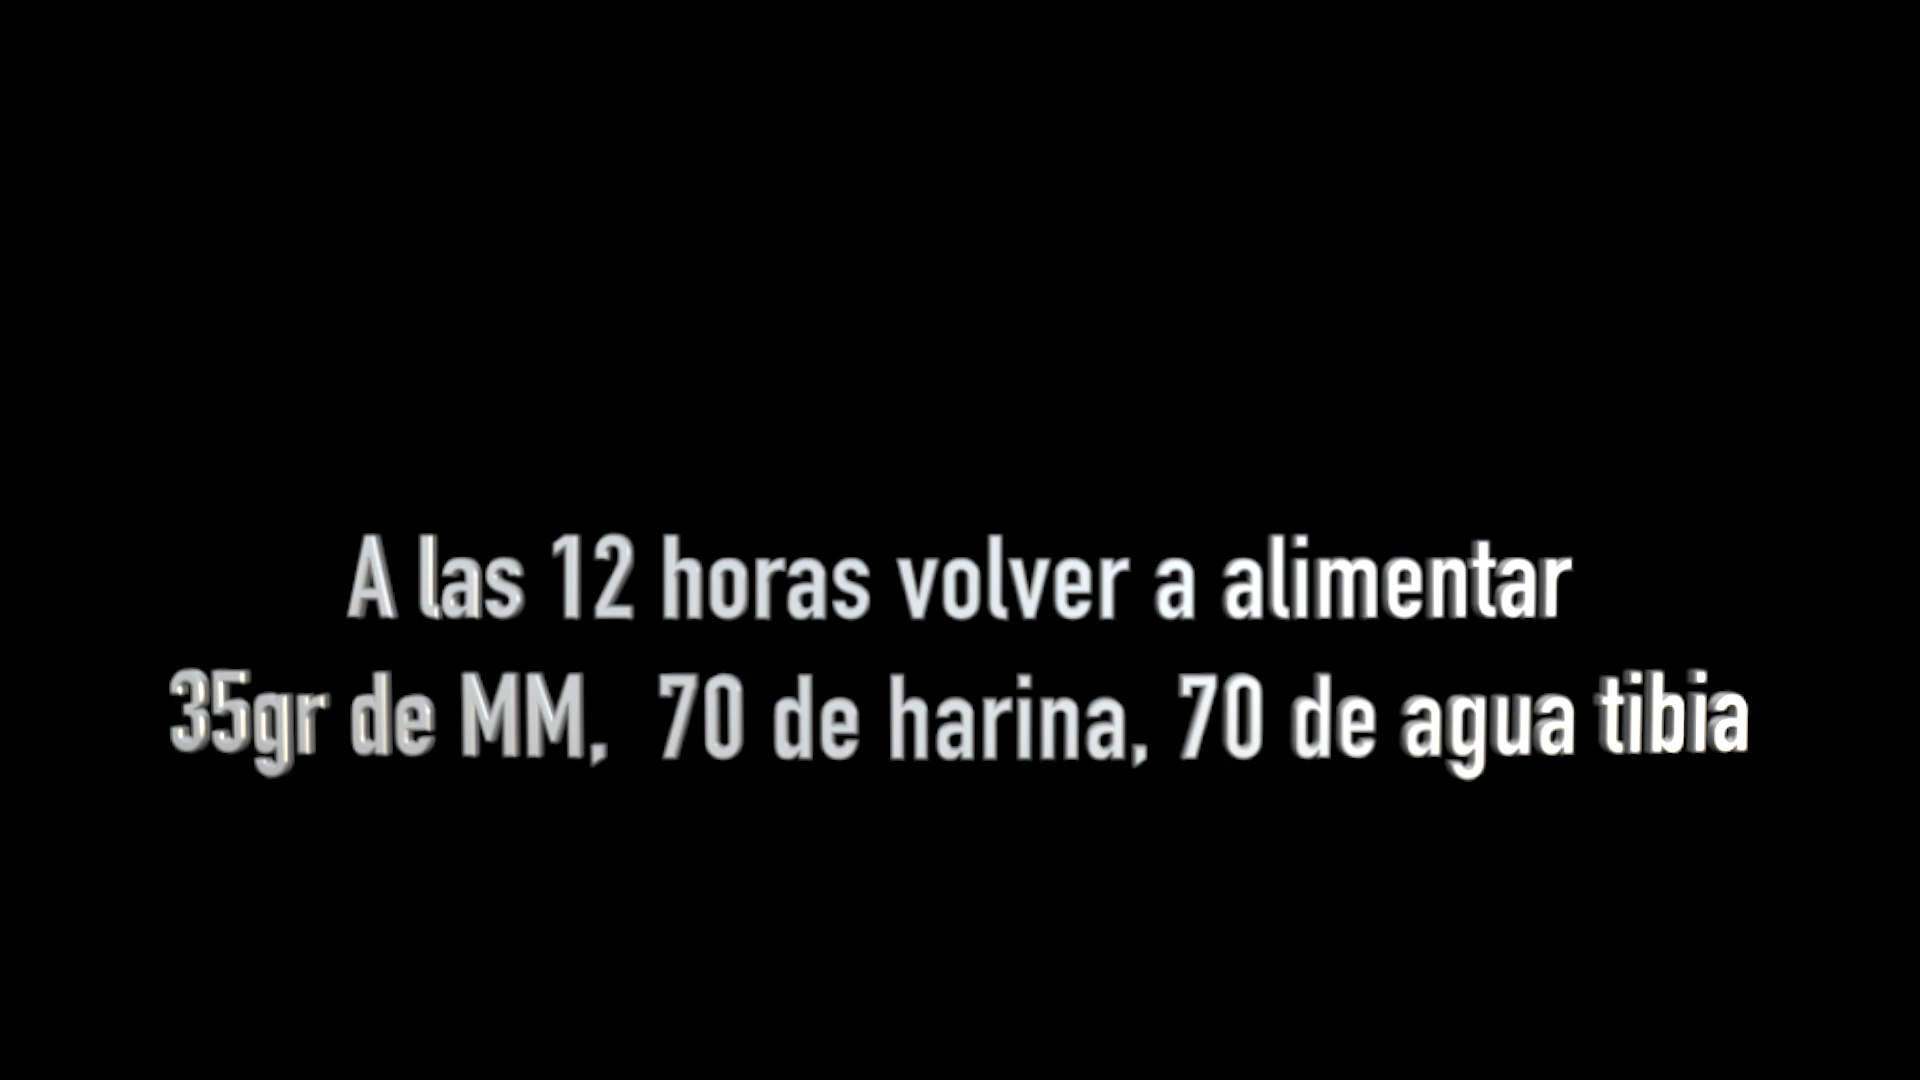 A las 12 horas volver a alimentar
35gr de MM, 70 de harina, 70 de agua tibia